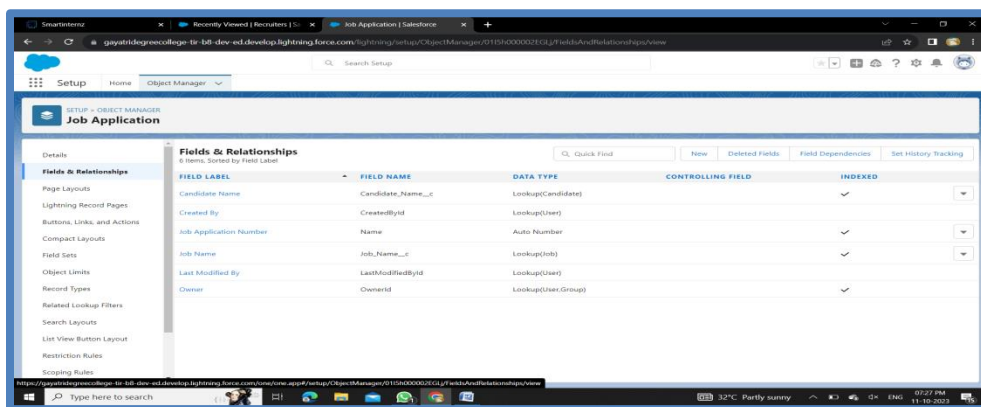 Smartinternz
Recently Viewed | Recruiters | Sa
Job Application | Salesforce
gayatridegreecollege-tir-b8-dev-ed.develop.lightning.force.com/lightning/setup/ObjectManager/01I5h000002EGLj/FieldsAndRelationships/view
Search Setup
Setup Home Object Manager
SETUP > OBJECT MANAGER
Job Application
Details
Fields & Relationships
Page Layouts
Lightning Record Pages
Buttons, Links, and Actions
Compact Layouts
Field Sets
Object Limits
Record Types
Related Lookup Filters
Search Layouts
List View Button Layout
Restriction Rules
Scoping Rules
Fields & Relationships
6 Items, Sorted by Field Label
Quick Find New Deleted Fields Field Dependencies Set History Tracking
FIELD LABEL FIELD NAME DATA TYPE CONTROLLING FIELD INDEXED
Candidate Name Candidate_Name__c Lookup(Candidate)
Created By CreatedById Lookup(User)
Job Application Number Name Auto Number
Job Name Job_Name__c Lookup(Job)
Last Modified By LastModifiedById Lookup(User)
Owner OwnerId Lookup(User,Group)
https://gayatridegreecollege-tir-b8-dev-ed.develop.lightning.force.com/one/one.app#/setup/ObjectManager/01I5h000002EGLj/FieldsAndRelationships/view
Type here to search
32°C Partly sunny
ENG
07:27 PM
11-10-2023